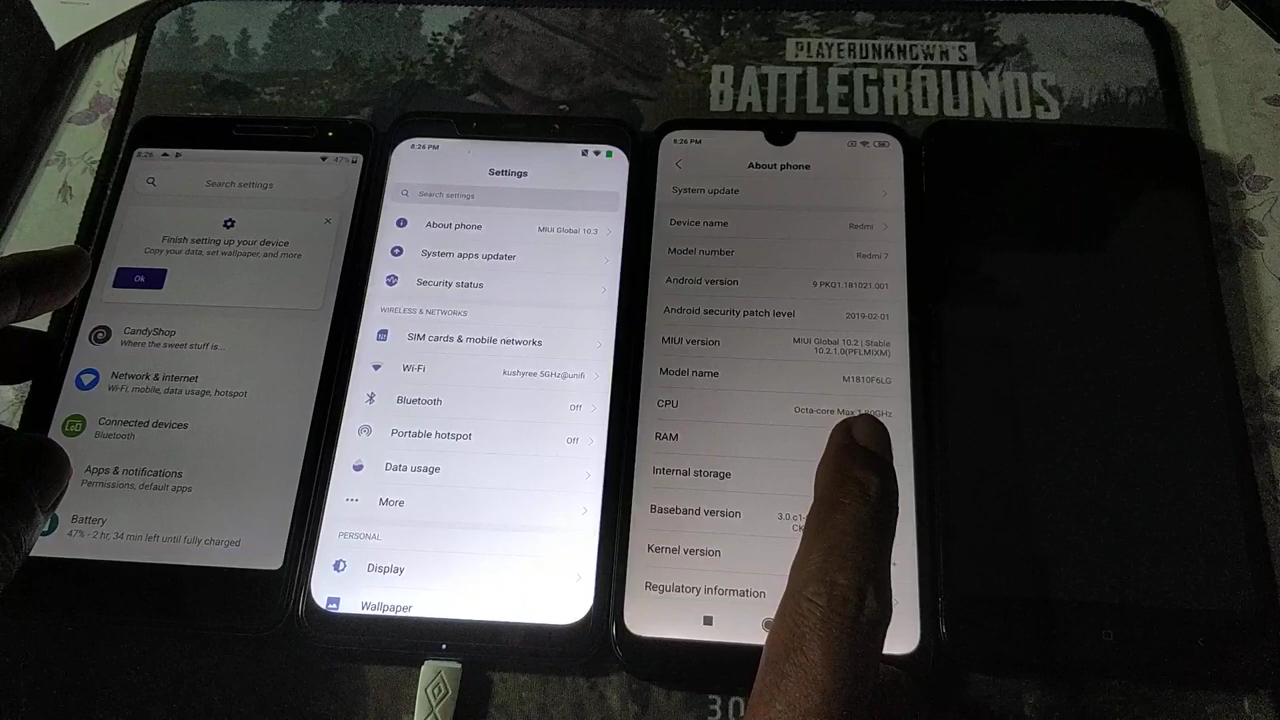 PLAYERUNKNOWN'S
BATTLEGROUNDS
8:26
47%
Search settings
Finish setting up your device
Copy your data, set wallpaper, and more
Ok
CandyShop
Where the sweet stuff is...
Network & internet
Wi-Fi, mobile, data usage, hotspot
Connected devices
Bluetooth
Apps & notifications
Permissions, default apps
Battery
47% - 2 hr, 34 min left until fully charged
8:26 PM
Settings
Search settings
About phone MIUI Global 10.3
System apps updater
Security status
WIRELESS & NETWORKS
SIM cards & mobile networks
Wi-Fi kushyree 5GHz@unifi
Bluetooth Off
Portable hotspot Off
Data usage
More
PERSONAL
Display
Wallpaper
8:26 PM
About phone
System update
Device name Redmi
Model number Redmi 7
Android version 9 PKQ1.181021.001
Android security patch level 2019-02-01
MIUI version MIUI Global 10.2 | Stable
10.2.1.0(PFLMIXM)
Model name M1810F6LG
CPU Octa-core Max 1.80GHz
RAM
Internal storage
Baseband version
Kernel version
Regulatory information
30